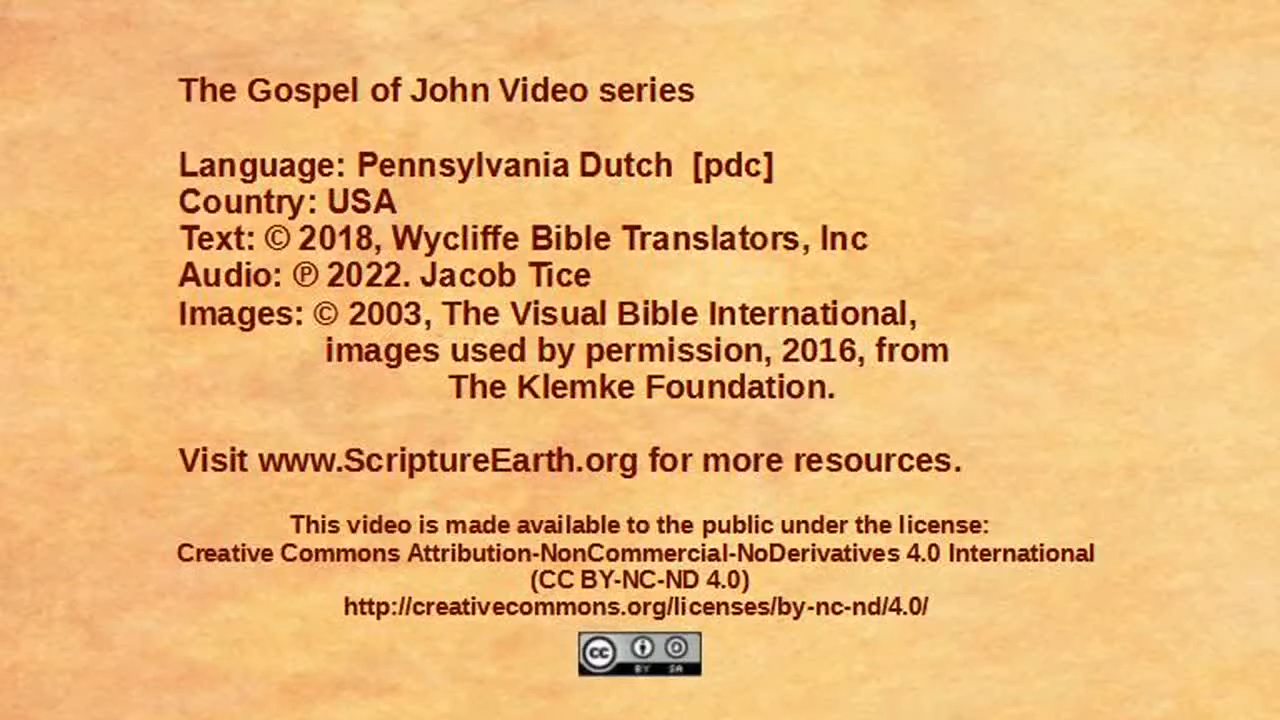 The Gospel of John Video series
Language: Pennsylvania Dutch [pdc]
Country: USA
Text: © 2018, Wycliffe Bible Translators, Inc
Audio: ℗ 2022. Jacob Tice
Images: © 2003, The Visual Bible International,
images used by permission, 2016, from
The Klemke Foundation.
Visit www.ScriptureEarth.org for more resources.
This video is made available to the public under the license:
Creative Commons Attribution-NonCommercial-NoDerivatives 4.0 International
(CC BY-NC-ND 4.0)
http://creativecommons.org/licenses/by-nc-nd/4.0/
cc BY SA